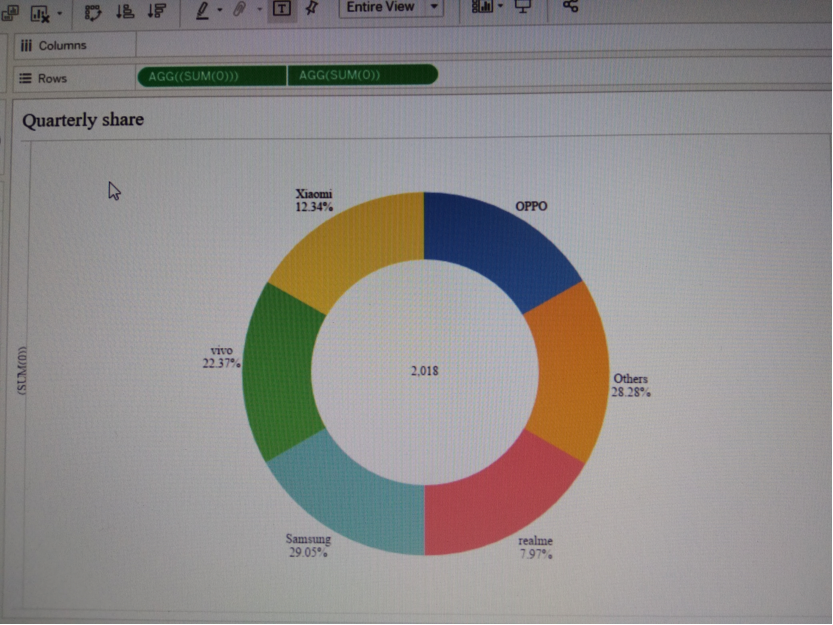 Entire View
Columns
Rows
AGG((SUM(0)))
AGG(SUM(0))
Quarterly share
Xiaomi
12.34%
OPPO
vivo
22.37%
2,018
Others
28.28%
(SUM(0))
Samsung
29.05%
realme
7.97%